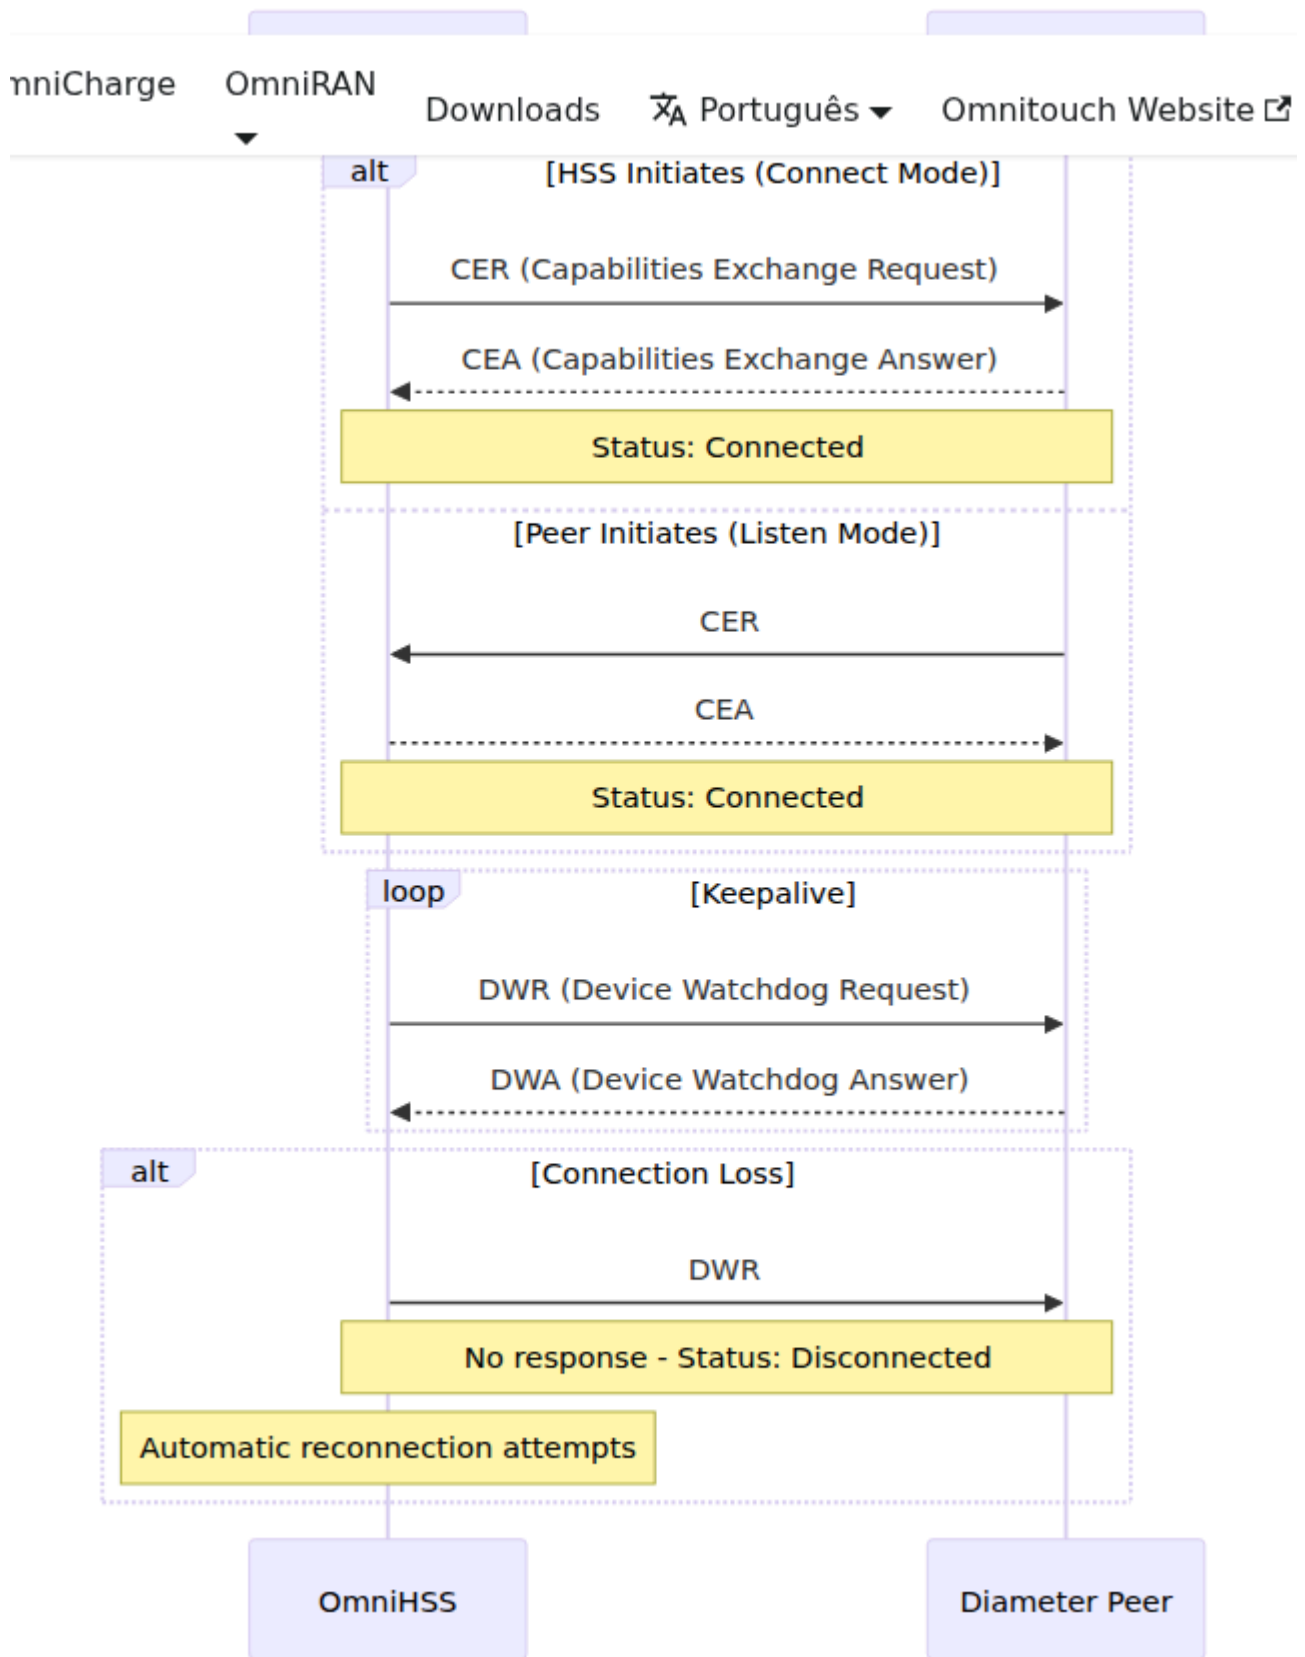 mniCharge
OmniRAN
Downloads
Português
Omnitouch Website
alt
[HSS Initiates (Connect Mode)]
CER (Capabilities Exchange Request)
CEA (Capabilities Exchange Answer)
Status: Connected
[Peer Initiates (Listen Mode)]
CER
CEA
Status: Connected
loop
[Keepalive]
DWR (Device Watchdog Request)
DWA (Device Watchdog Answer)
alt
[Connection Loss]
DWR
No response - Status: Disconnected
Automatic reconnection attempts
OmniHSS
Diameter Peer